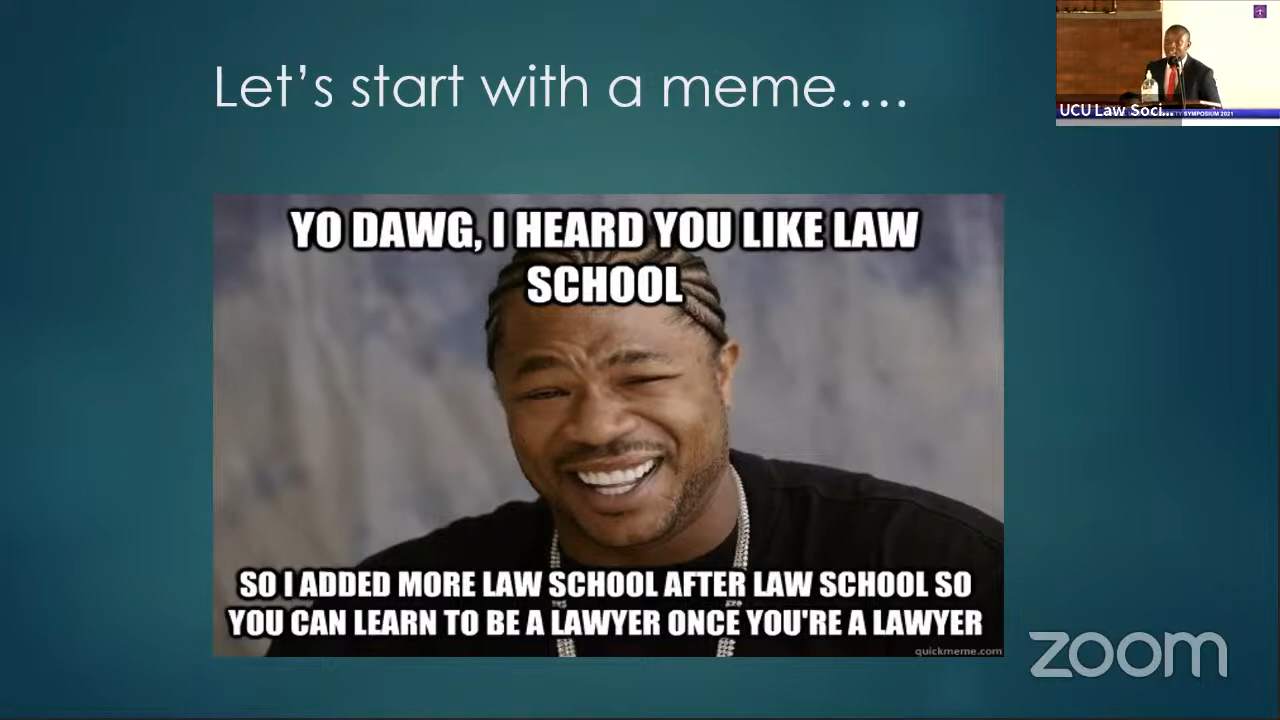 Let's start with a meme....
UCU Law Soci...
TY SYMPOSIUM 2021
YO DAWG, I HEARD YOU LIKE LAW
SCHOOL
SO I ADDED MORE LAW SCHOOL AFTER LAW SCHOOL SO
YOU CAN LEARN TO BE A LAWYER ONCE YOU'RE A LAWYER
quickmeme.com
zoom